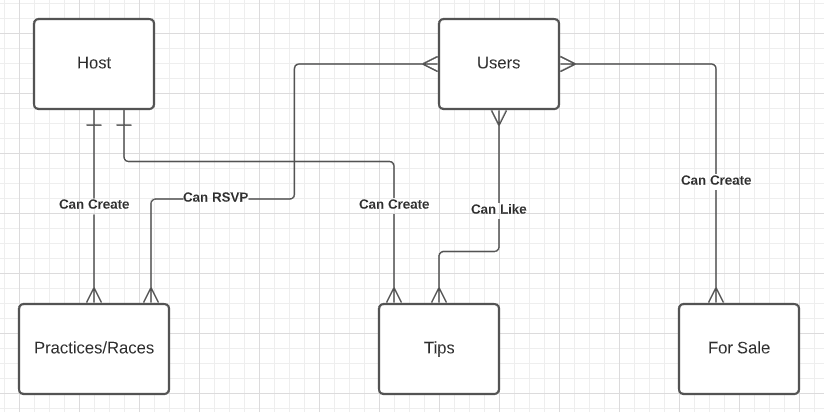 Host
Users
Can Create
Can RSVP
Can Create
Can Like
Can Create
Practices/Races
Tips
For Sale